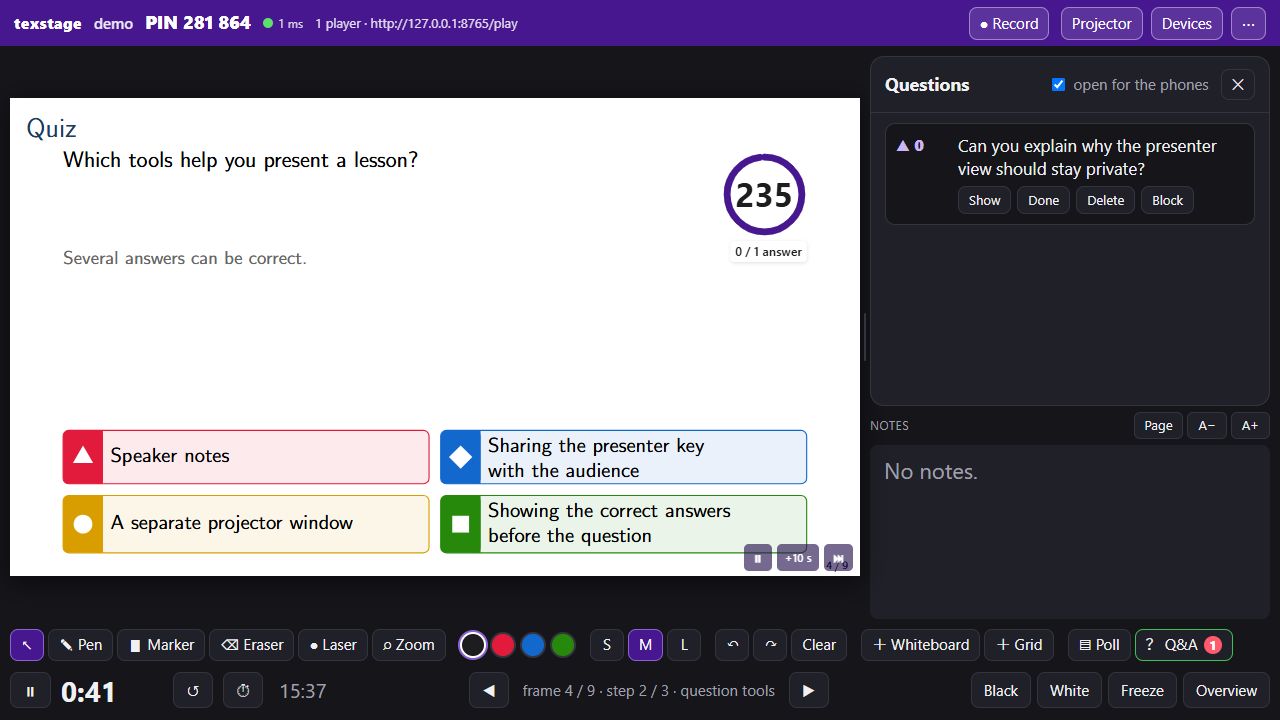 texstage demo PIN 281 864 1 ms 1 player · http://127.0.0.1:8765/play
● Record Projector Devices ···
Quiz
Which tools help you present a lesson?
235
0 / 1 answer
Several answers can be correct.
Speaker notes
Sharing the presenter key
with the audience
A separate projector window
Showing the correct answers
before the question
+10 s
4 / 9
Questions
open for the phones
▲ 0
Can you explain why the presenter
view should stay private?
Show Done Delete Block
NOTES Page A− A+
No notes.
Pen Marker Eraser Laser Zoom S M L Clear + Whiteboard + Grid Poll ? Q&A 1
0:41 15:37 frame 4 / 9 · step 2 / 3 · question tools Black White Freeze Overview